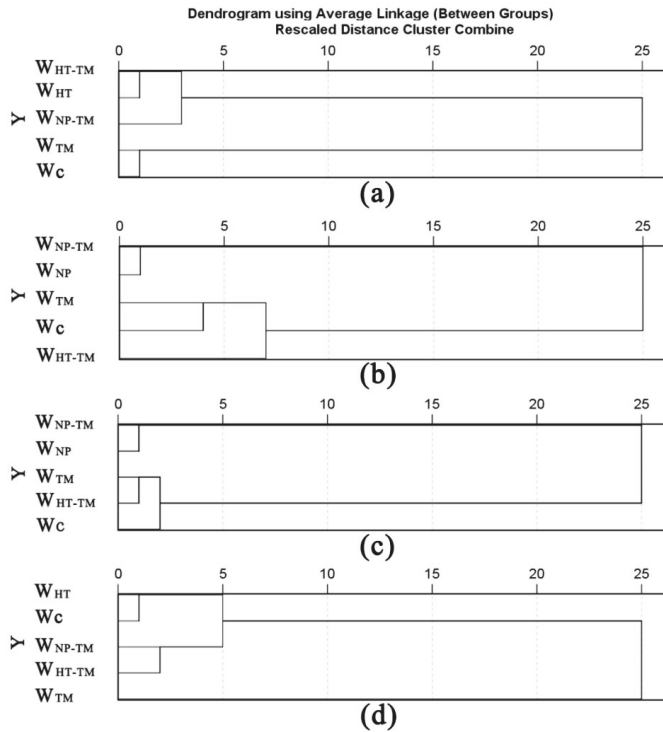 Dendrogram using Average Linkage (Between Groups)
Rescaled Distance Cluster Combine
0 5 10 15 20 25
WHT-TM
WHT
Y WNP-TM
WTM
WC
(a)
0 5 10 15 20 25
WNP-TM
WNP
Y WTM
WC
WHT-TM
(b)
0 5 10 15 20 25
WNP-TM
WNP
Y WTM
WHT-TM
WC
(c)
0 5 10 15 20 25
WHT
WC
Y WNP-TM
WHT-TM
WTM
(d)